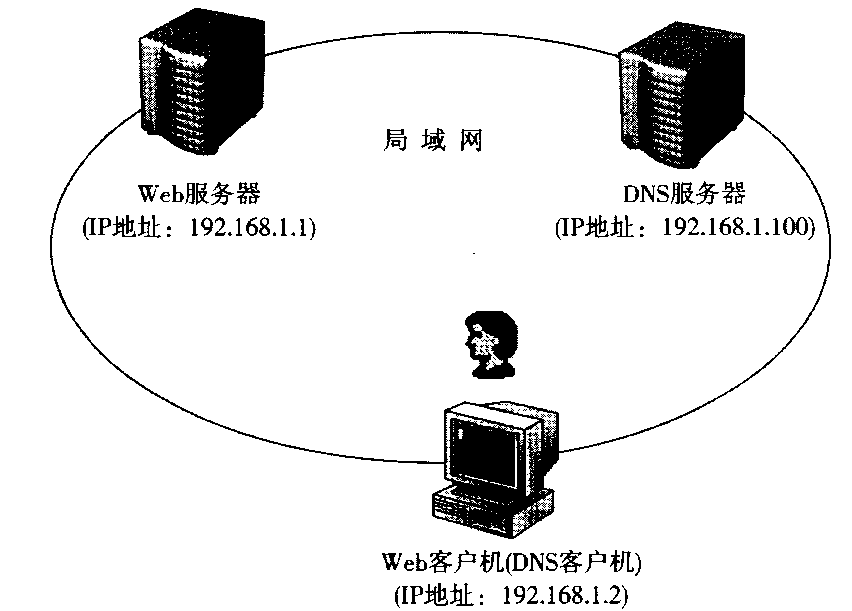 局域网
Web服务器
(IP地址：192.168.1.1)
DNS服务器
(IP地址：192.168.1.100)
Web客户机(DNS客户机)
(IP地址：192.168.1.2)